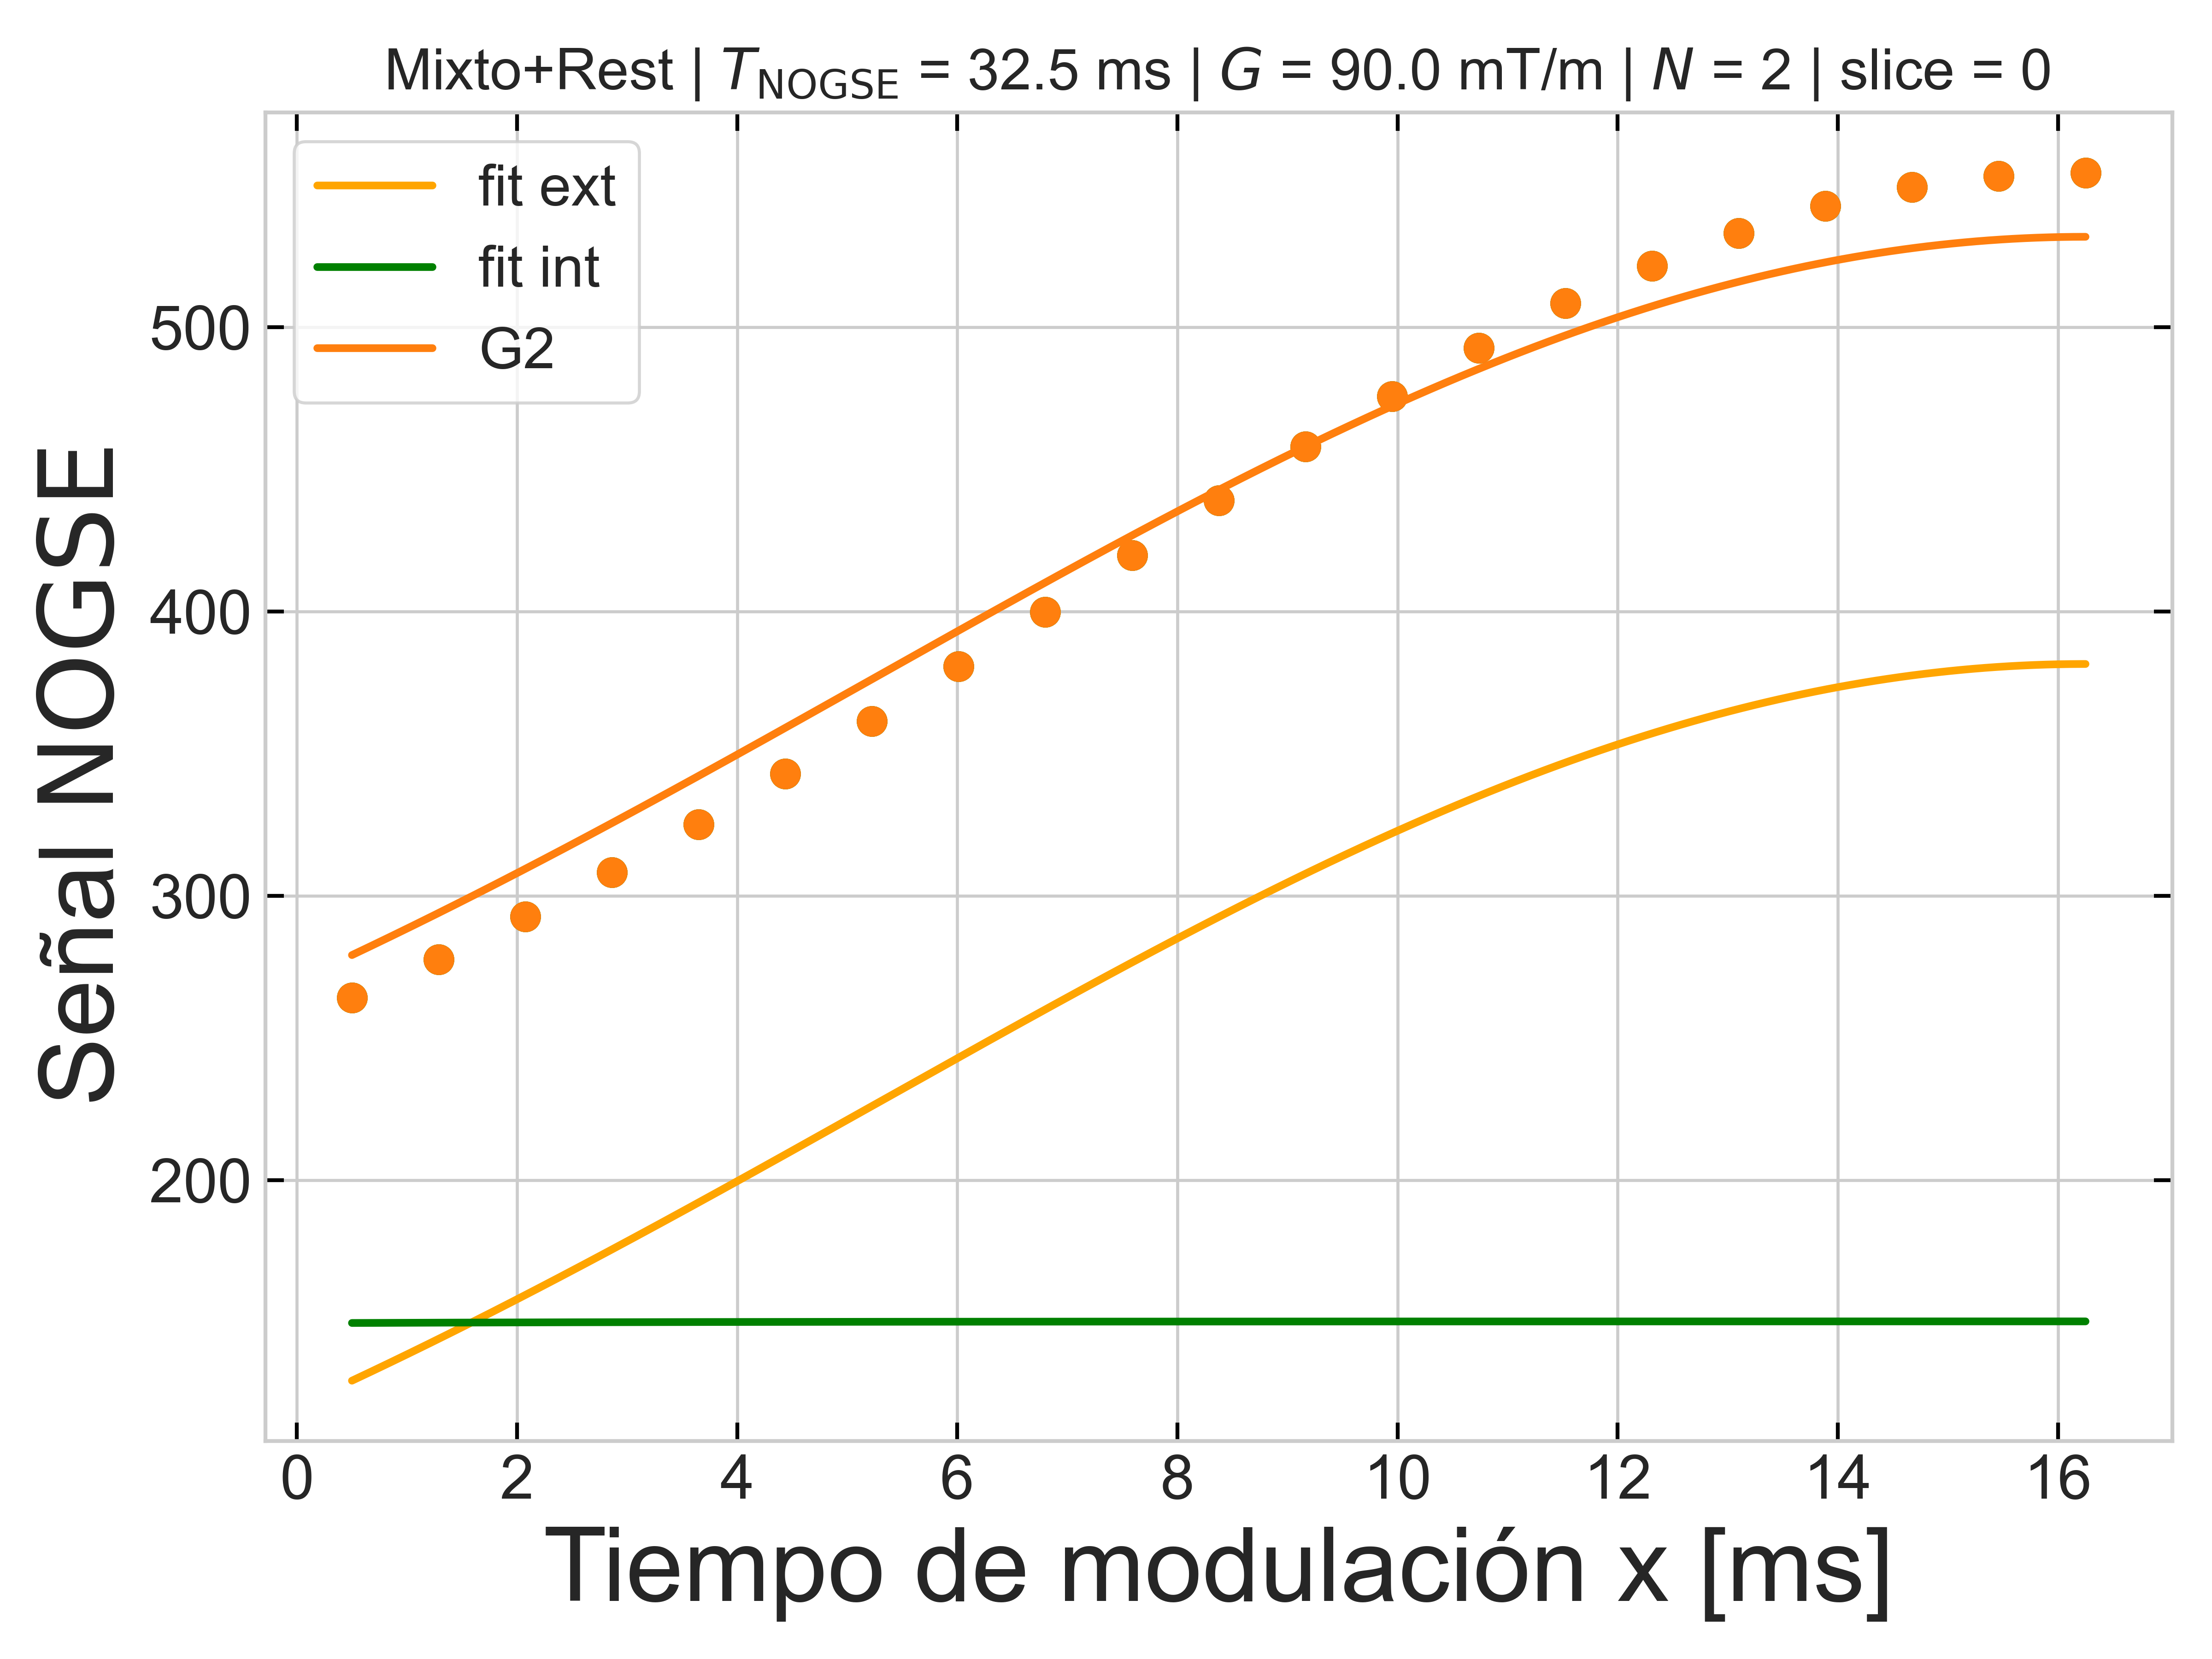 Mixto+Rest | T_NOGSE = 32.5 ms | G = 90.0 mT/m | N = 2 | slice = 0
fit ext
fit int
G2
500
400
300
200
Señal NOGSE
0 2 4 6 8 10 12 14 16
Tiempo de modulación x [ms]